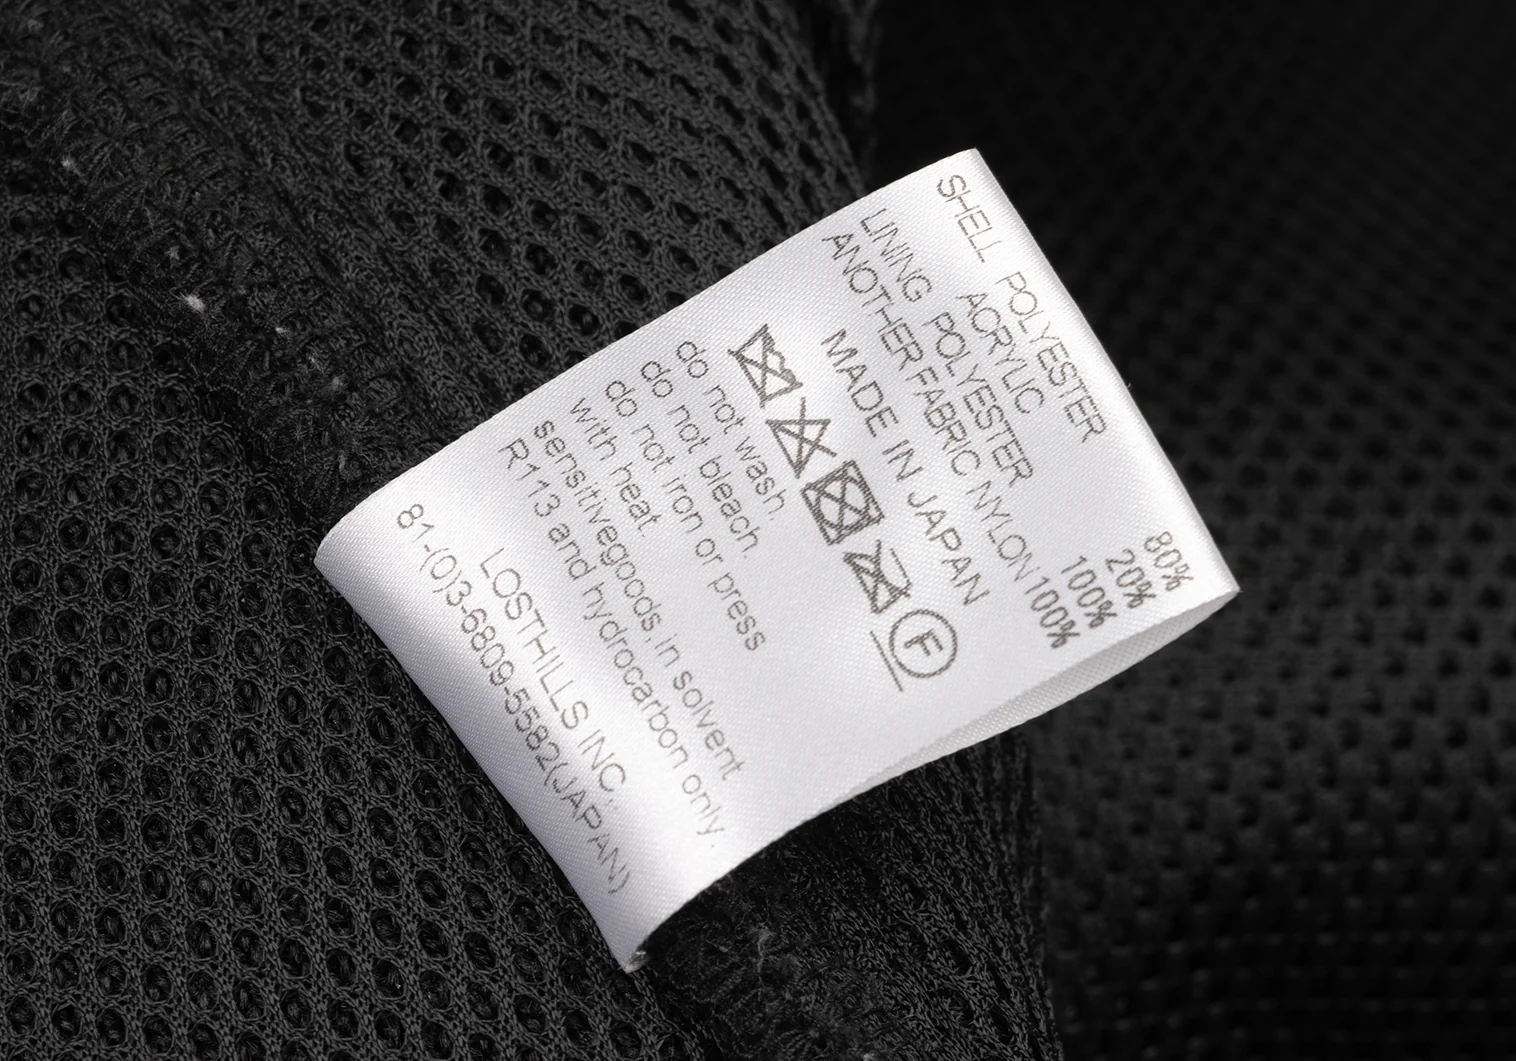 SHELL POLYESTER 80%
ACRYLIC 20%
LINING POLYESTER 100%
ANOTHER FABRIC NYLON 100%
MADE IN JAPAN
F
do not wash.
do not bleach.
do not iron or press
with heat.
sensitivegoods, in solvent
R113 and hydrocarbon only.
LOSTHILLS INC.
81-(0)3-6809-5582(JAPAN)